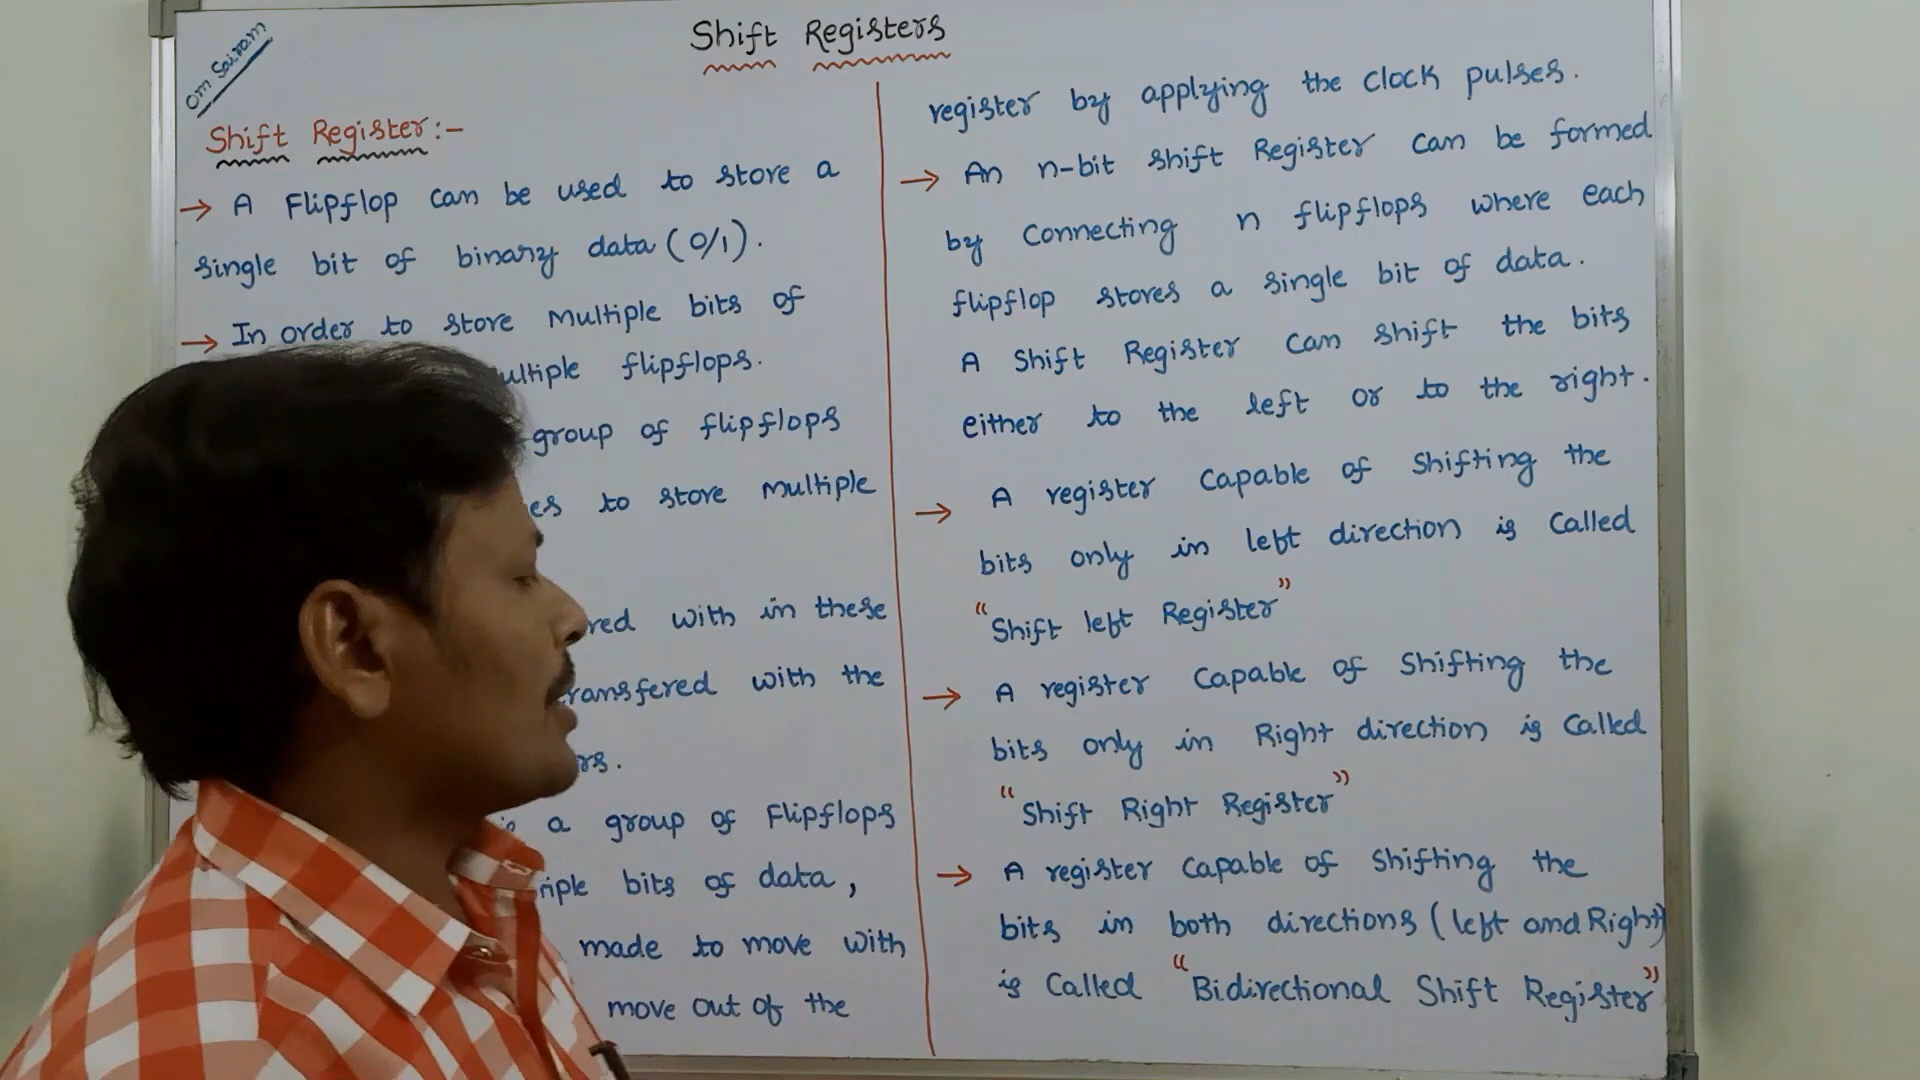 Om Sairam
Shift Registers
Shift Register:-
→ A Flipflop can be used to store a
single bit of binary data (0/1).
→ In order to store Multiple bits of
flipflops.
group of flipflops
to store Multiple
with in these
with the
a group of Flipflops
bits of data,
made to move with
move out of the
register by applying the clock pulses.
→ An n-bit shift Register can be formed
by Connecting n flipflops where each
flipflop stores a single bit of data.
A Shift Register can shift the bits
either to the left or to the right.
→ A register Capable of Shifting the
bits only in left direction is Called
"Shift left Register"
→ A register Capable of Shifting the
bits only in Right direction is Called
"Shift Right Register"
→ A register Capable of Shifting the
bits in both directions (left and Right)
is Called "Bidirectional Shift Register"